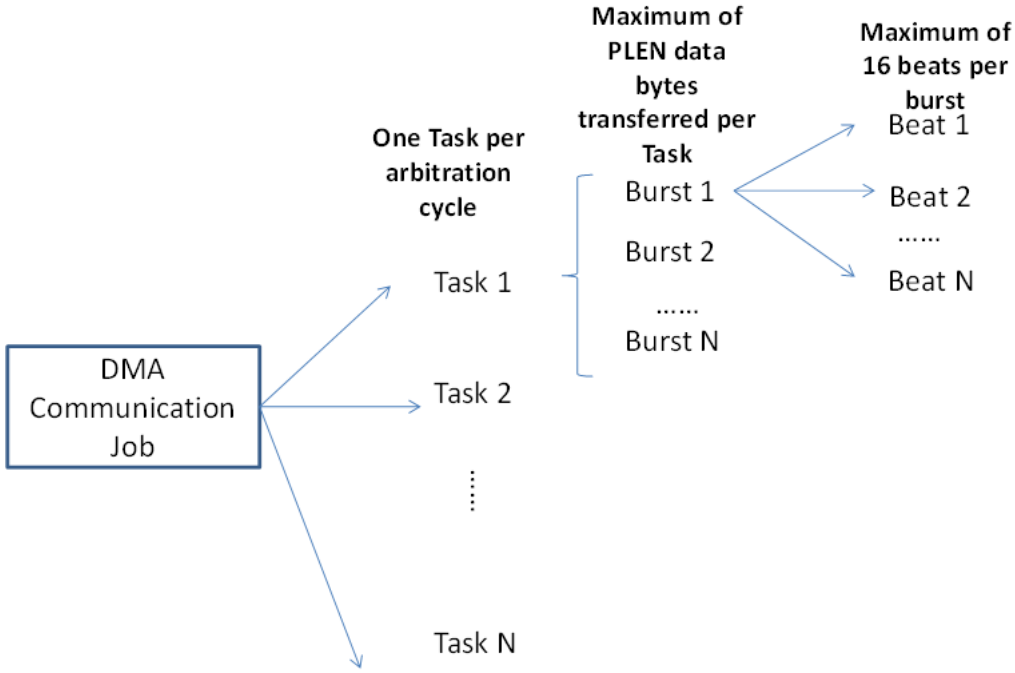 Maximum of
PLEN data
bytes
transferred per
Task
Maximum of
16 beats per
burst
One Task per
arbitration
cycle
Beat 1
Beat 2
......
Beat N
Burst 1
Burst 2
......
Burst N
Task 1
Task 2
......
Task N
DMA
Communication
Job